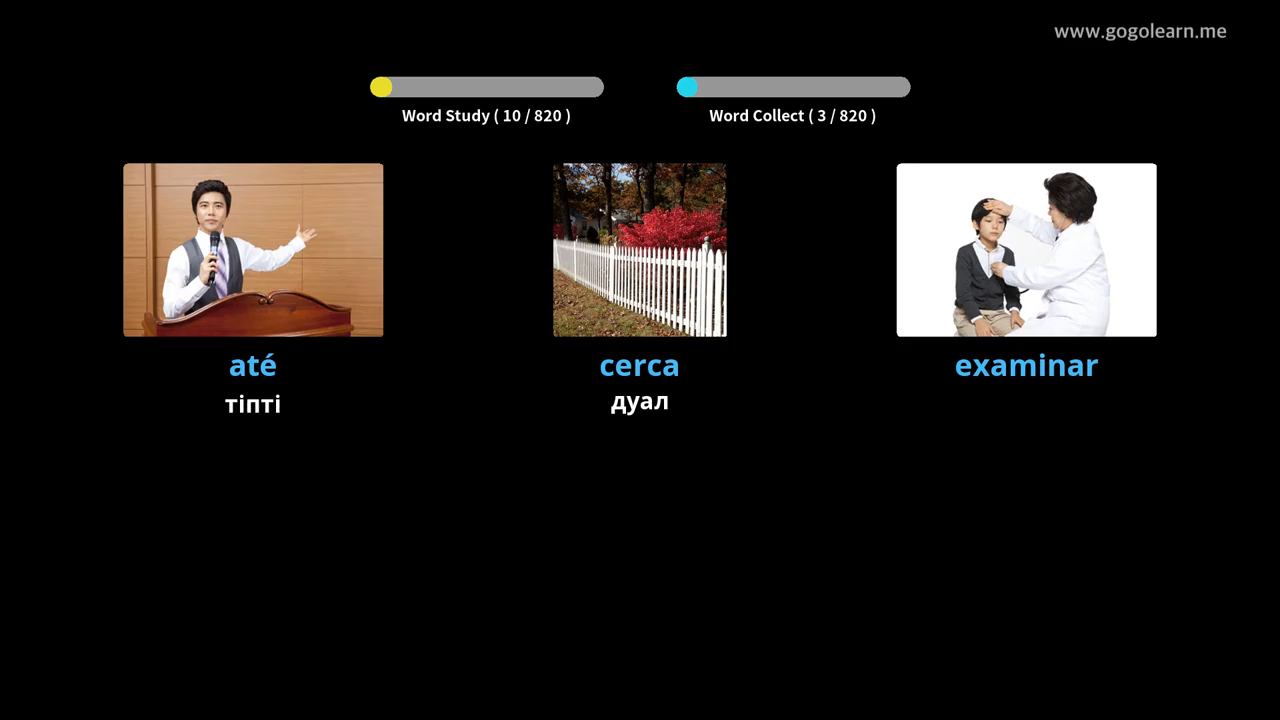 www.gogolearn.me
Word Study ( 10 / 820 )
Word Collect ( 3 / 820 )
até
cerca
examinar
тіпті
дуал